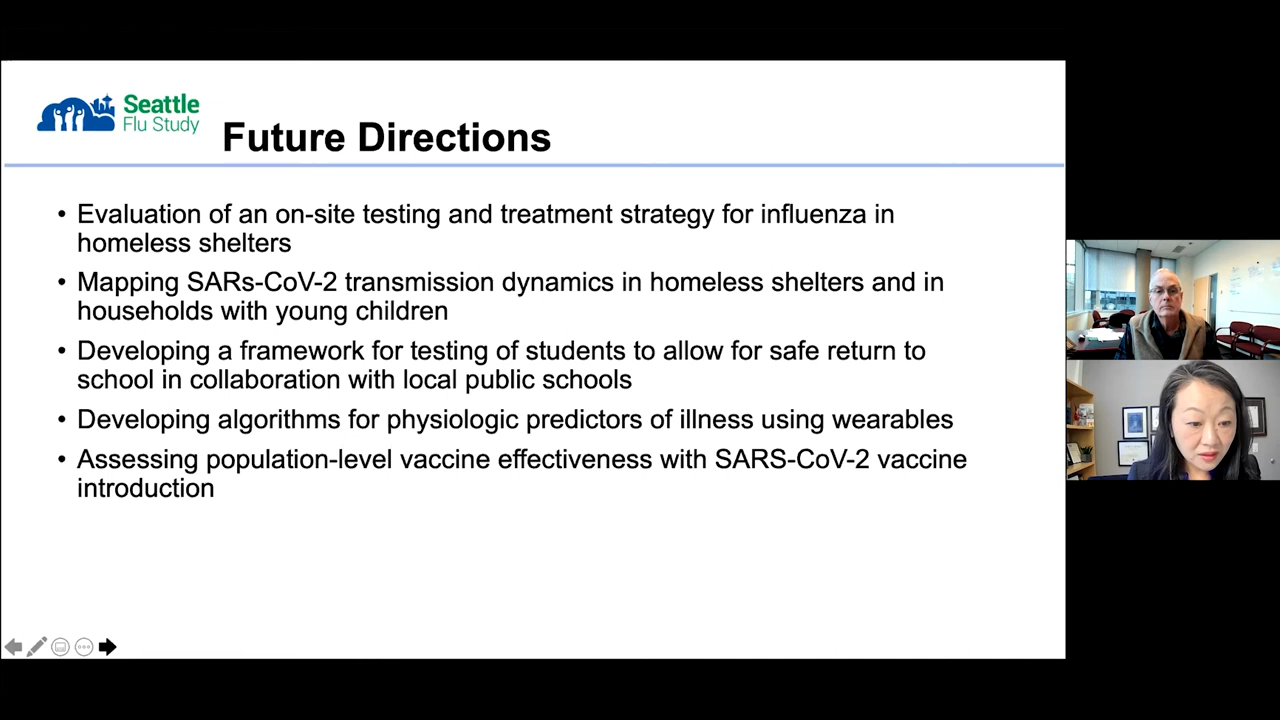 Seattle
Flu Study
Future Directions
• Evaluation of an on-site testing and treatment strategy for influenza in
homeless shelters
• Mapping SARs-CoV-2 transmission dynamics in homeless shelters and in
households with young children
• Developing a framework for testing of students to allow for safe return to
school in collaboration with local public schools
• Developing algorithms for physiologic predictors of illness using wearables
• Assessing population-level vaccine effectiveness with SARS-CoV-2 vaccine
introduction